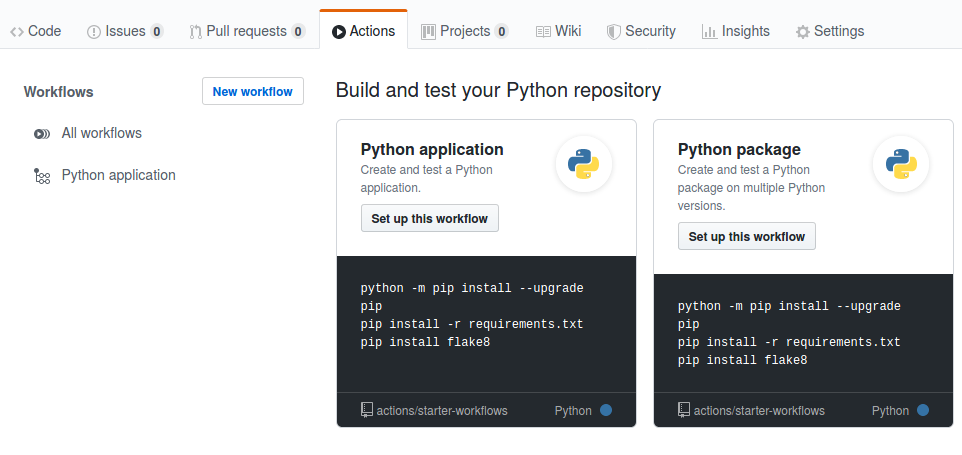 Code Issues 0 Pull requests 0 Actions Projects 0 Wiki Security Insights Settings
Workflows
New workflow
All workflows
Python application
Build and test your Python repository
Python application
Create and test a Python
application.
Set up this workflow
python -m pip install --upgrade
pip
pip install -r requirements.txt
pip install flake8
actions/starter-workflows
Python
Python package
Create and test a Python
package on multiple Python
versions.
Set up this workflow
python -m pip install --upgrade
pip
pip install -r requirements.txt
pip install flake8
actions/starter-workflows
Python